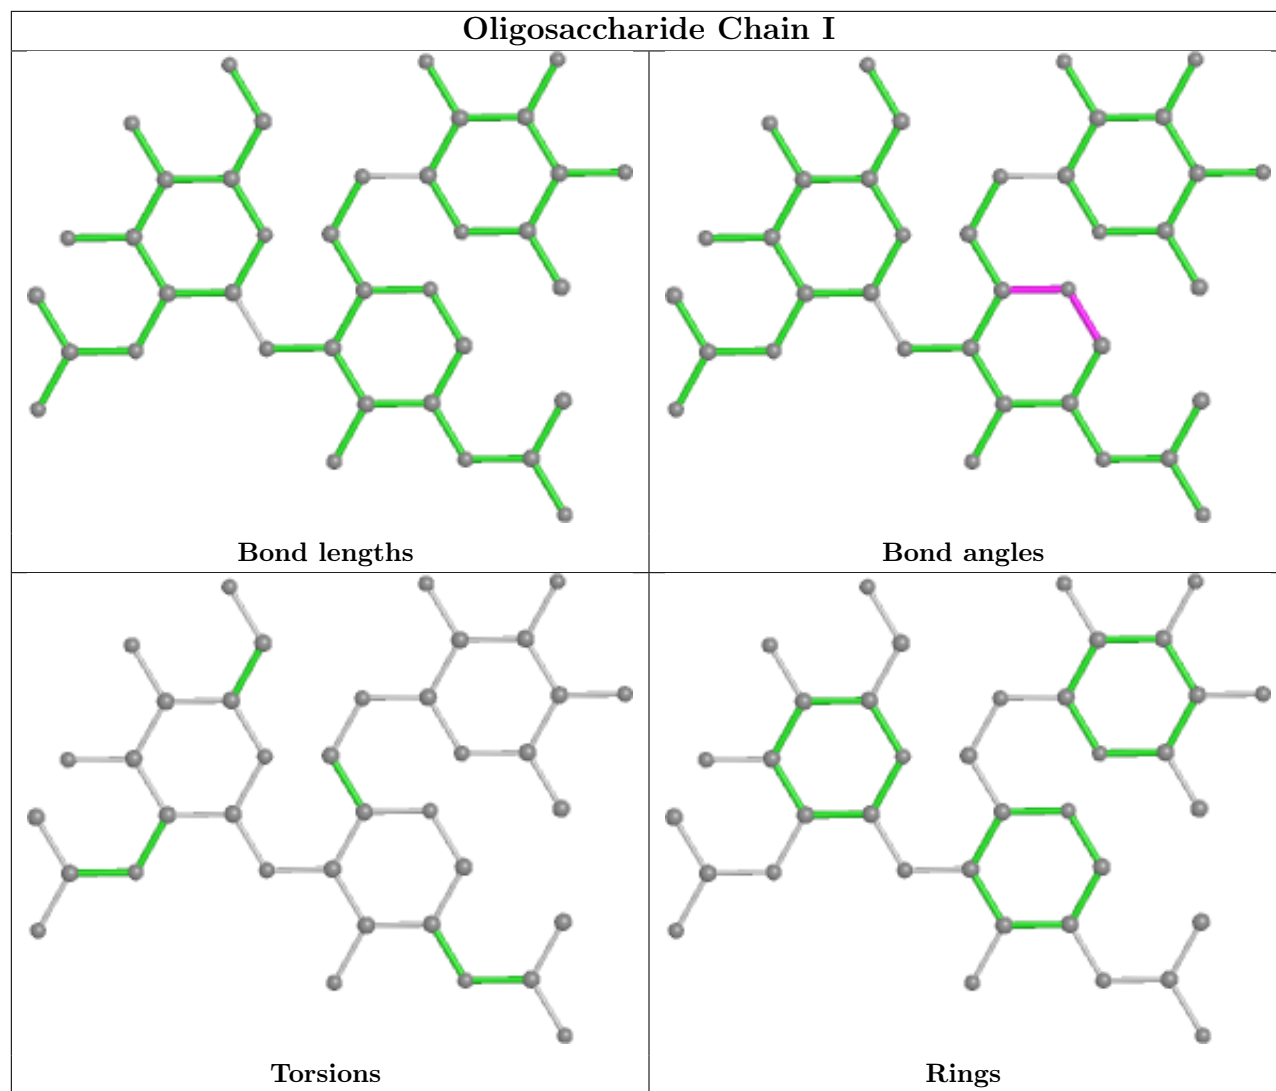 Oligosaccharide Chain I
Bond lengths
Bond angles
Torsions
Rings